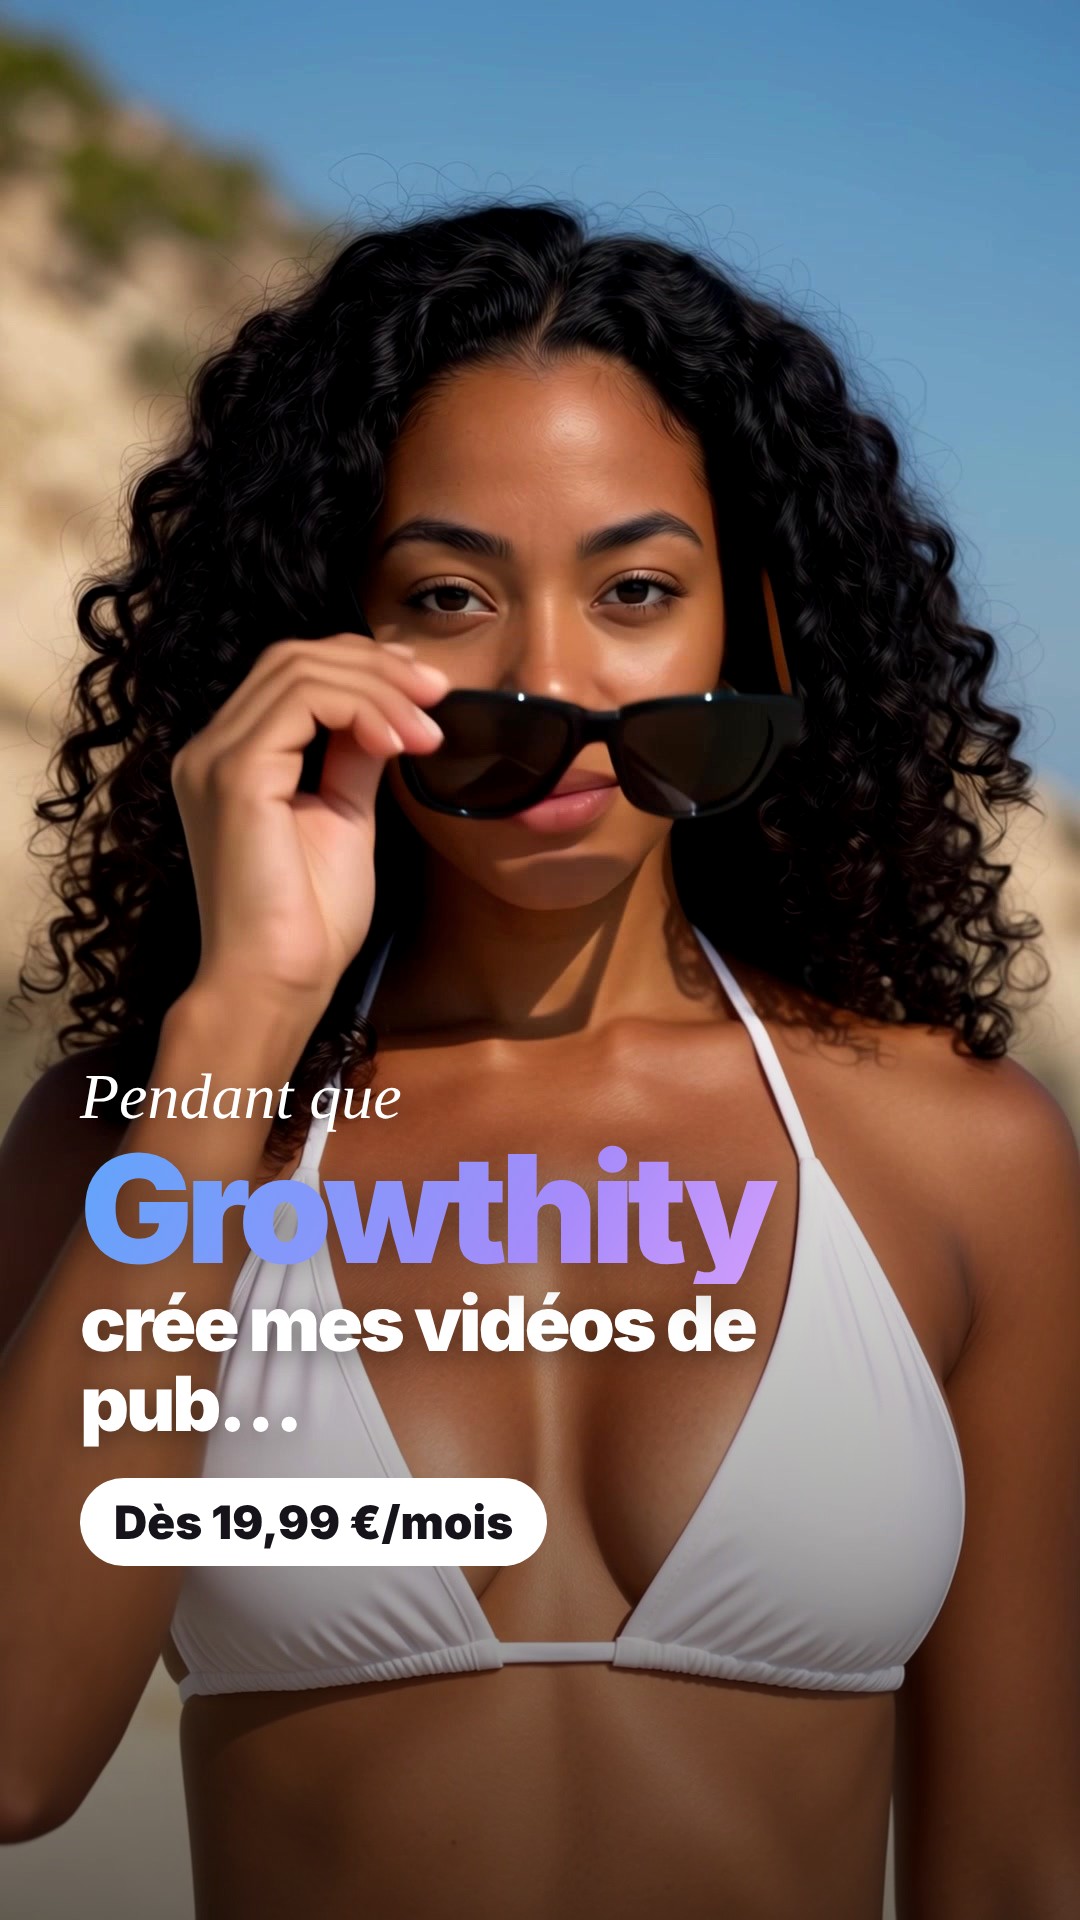 Pendant que
Growthity
crée mes vidéos de
pub...
Dès 19,99 €/mois